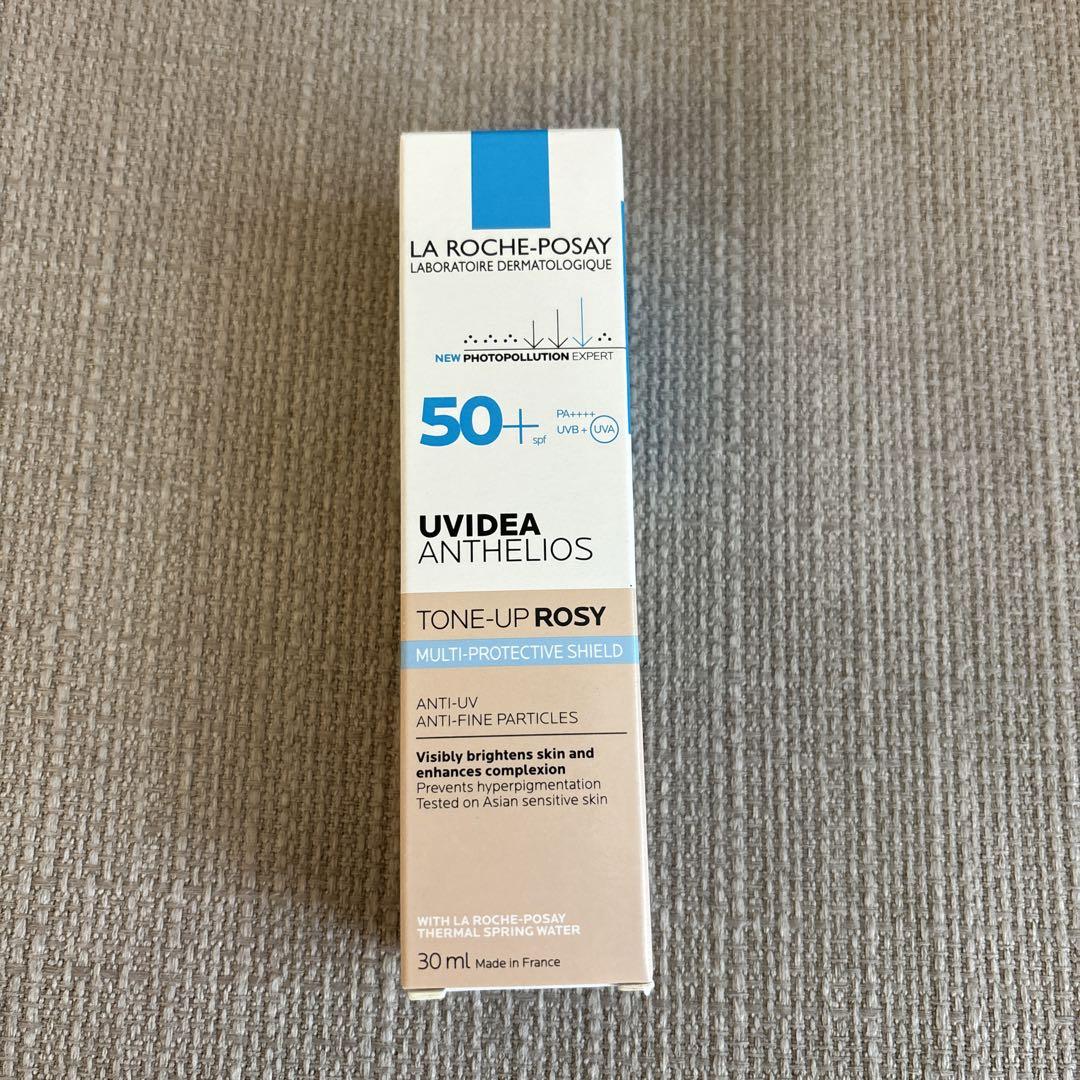 LA ROCHE-POSAY
LABORATOIRE DERMATOLOGIQUE
NEW PHOTOPOLLUTION EXPERT
50+ spf
PA++++
UVB + UVA
UVIDEA
ANTHELIOS
TONE-UP ROSY
MULTI-PROTECTIVE SHIELD
ANTI-UV
ANTI-FINE PARTICLES
Visibly brightens skin and
enhances complexion
Prevents hyperpigmentation
Tested on Asian sensitive skin
WITH LA ROCHE-POSAY
THERMAL SPRING WATER
30 ml Made in France